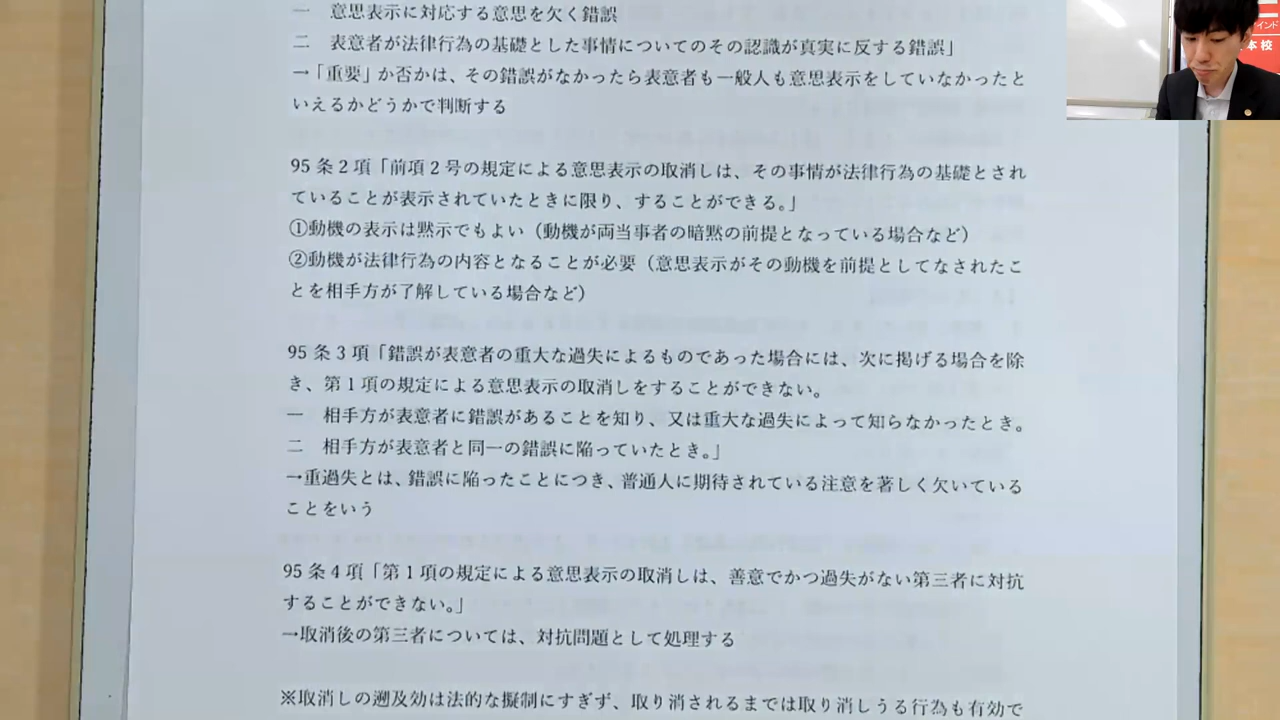 一　意思表示に対応する意思を欠く錯誤
二　表意者が法律行為の基礎とした事情についてのその認識が真実に反する錯誤」
→「重要」か否かは、その錯誤がなかったら表意者も一般人も意思表示をしていなかったと
いえるかどうかで判断する
95条2項「前項2号の規定による意思表示の取消しは、その事情が法律行為の基礎とされ
ていることが表示されていたときに限り、することができる。」
①動機の表示は黙示でもよい（動機が両当事者の暗黙の前提となっている場合など）
②動機が法律行為の内容となることが必要（意思表示がその動機を前提としてなされたこ
とを相手方が了解している場合など）
95条3項「錯誤が表意者の重大な過失によるものであった場合には、次に掲げる場合を除
き、第1項の規定による意思表示の取消しをすることができない。
一　相手方が表意者に錯誤があることを知り、又は重大な過失によって知らなかったとき。
二　相手方が表意者と同一の錯誤に陥っていたとき。」
→重過失とは、錯誤に陥ったことにつき、普通人に期待されている注意を著しく欠いている
ことをいう
95条4項「第1項の規定による意思表示の取消しは、善意でかつ過失がない第三者に対抗
することができない。」
→取消後の第三者については、対抗問題として処理する
※取消しの遡及効は法的な擬制にすぎず、取り消されるまでは取り消しうる行為も有効で
インド
本校